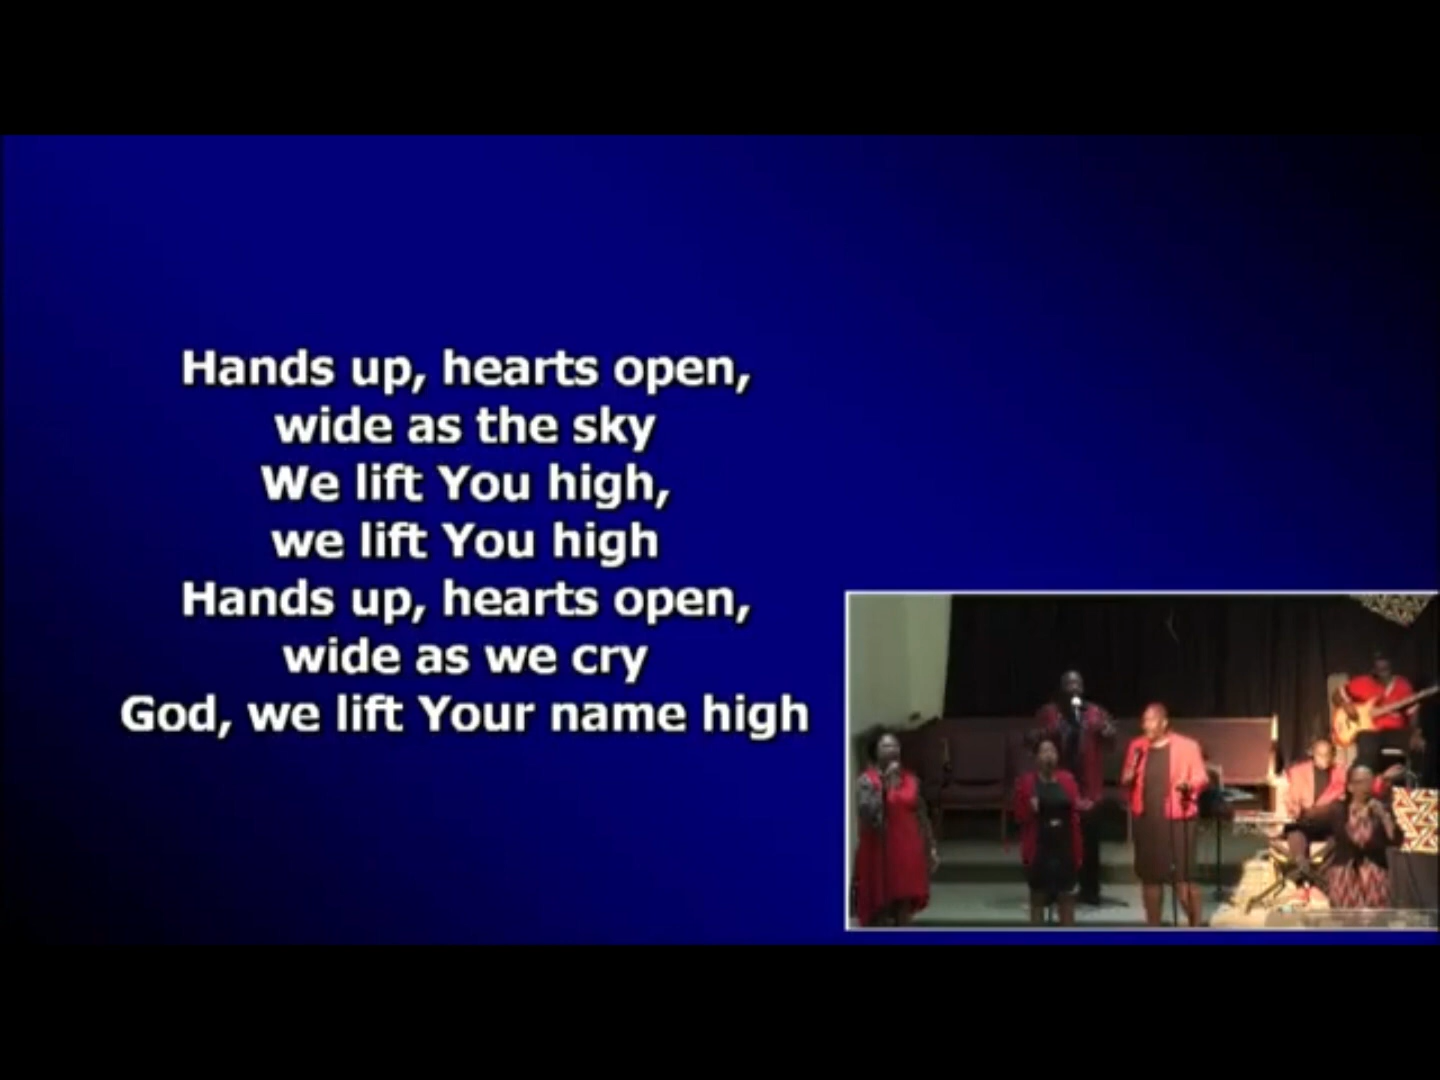 Hands up, hearts open,
wide as the sky
We lift You high,
we lift You high
Hands up, hearts open,
wide as we cry
God, we lift Your name high